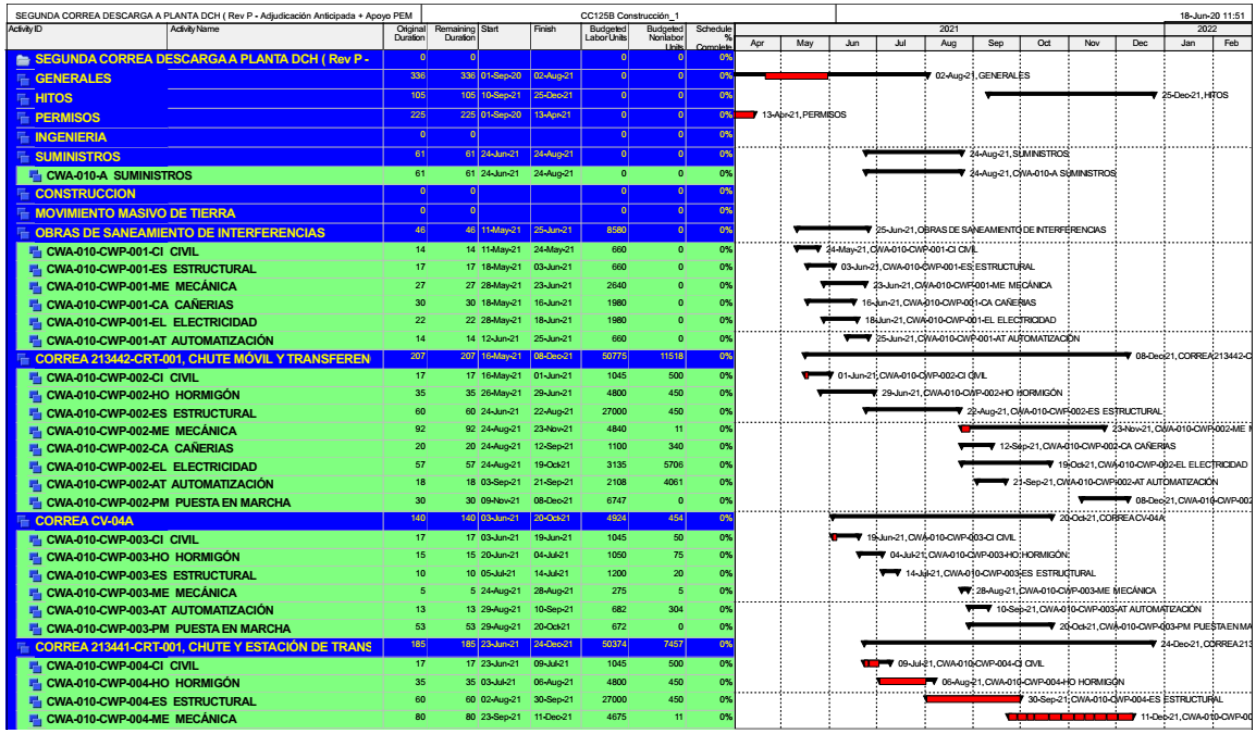 SEGUNDA CORREA DESCARGA A PLANTA DCH ( Rev P - Adjudicación Anticipada + Apoyo PEM CC125B Construcción_1 18-Jun-20 11:51
Activity ID Activity Name Original Duration Remaining Duration Start Finish Budgeted Labor Units Budgeted Nonlabor Units Schedule % Complete 2021 2022
Apr May Jun Jul Aug Sep Oct Nov Dec Jan Feb
SEGUNDA CORREA DESCARGA A PLANTA DCH ( Rev P - 0 0 0 0 0%
GENERALES 336 336 01-Sep-20 02-Aug-21 0 0 0% 02-Aug-21, GENERALES
HITOS 105 105 10-Sep-21 25-Dec-21 0 0 0% 25-Dec-21, HITOS
PERMISOS 225 225 01-Sep-20 13-Apr-21 0 0 0% 13-Apr-21, PERMISOS
INGENIERIA 0 0 0 0 0%
SUMINISTROS 61 61 24-Jun-21 24-Aug-21 0 0 0% 24-Aug-21, SUMINISTROS
CWA-010-A SUMINISTROS 61 61 24-Jun-21 24-Aug-21 0 0 0% 24-Aug-21, CWA-010-A SUMINISTROS
CONSTRUCCION 0 0 0 0 0%
MOVIMIENTO MASIVO DE TIERRA 0 0 0 0 0%
OBRAS DE SANEAMIENTO DE INTERFERENCIAS 46 46 11-May-21 25-Jun-21 8580 0 0% 25-Jun-21, OBRAS DE SANEAMIENTO DE INTERFERENCIAS
CWA-010-CWP-001-CI CIVIL 14 14 11-May-21 24-May-21 660 0 0% 24-May-21, CWA-010-CWP-001-CI CIVIL
CWA-010-CWP-001-ES ESTRUCTURAL 17 17 18-May-21 03-Jun-21 660 0 0% 03-Jun-21, CWA-010-CWP-001-ES ESTRUCTURAL
CWA-010-CWP-001-ME MECÁNICA 27 27 28-May-21 23-Jun-21 2640 0 0% 23-Jun-21, CWA-010-CWP-001-ME MECÁNICA
CWA-010-CWP-001-CA CAÑERIAS 30 30 18-May-21 16-Jun-21 1980 0 0% 16-Jun-21, CWA-010-CWP-001-CA CAÑERIAS
CWA-010-CWP-001-EL ELECTRICIDAD 22 22 28-May-21 18-Jun-21 1980 0 0% 18-Jun-21, CWA-010-CWP-001-EL ELECTRICIDAD
CWA-010-CWP-001-AT AUTOMATIZACIÓN 14 14 12-Jun-21 25-Jun-21 660 0 0% 25-Jun-21, CWA-010-CWP-001-AT AUTOMATIZACIÓN
CORREA 213442-CRT-001, CHUTE MÓVIL Y TRANSFEREN 207 207 16-May-21 08-Dec-21 50775 11518 0% 08-Dec-21, CORREA 213442-C
CWA-010-CWP-002-CI CIVIL 17 17 16-May-21 01-Jun-21 1045 500 0% 01-Jun-21, CWA-010-CWP-002-CI CIVIL
CWA-010-CWP-002-HO HORMIGÓN 35 35 26-May-21 29-Jun-21 4800 450 0% 29-Jun-21, CWA-010-CWP-002-HO HORMIGÓN
CWA-010-CWP-002-ES ESTRUCTURAL 60 60 24-Jun-21 22-Aug-21 27000 450 0% 22-Aug-21, CWA-010-CWP-002-ES ESTRUCTURAL
CWA-010-CWP-002-ME MECÁNICA 92 92 24-Aug-21 23-Nov-21 4840 11 0% 23-Nov-21, CWA-010-CWP-002-ME M
CWA-010-CWP-002-CA CAÑERIAS 20 20 24-Aug-21 12-Sep-21 1100 340 0% 12-Sep-21, CWA-010-CWP-002-CA CAÑERIAS
CWA-010-CWP-002-EL ELECTRICIDAD 57 57 24-Aug-21 19-Oct-21 3135 5706 0% 19-Oct-21, CWA-010-CWP-002-EL ELECTRICIDAD
CWA-010-CWP-002-AT AUTOMATIZACIÓN 18 18 03-Sep-21 21-Sep-21 2108 4061 0% 21-Sep-21, CWA-010-CWP-002-AT AUTOMATIZACIÓN
CWA-010-CWP-002-PM PUESTA EN MARCHA 30 30 09-Nov-21 08-Dec-21 6747 0 0% 08-Dec-21, CWA-010-CWP-002
CORREA CV-04A 140 140 03-Jun-21 20-Oct-21 4924 454 0% 20-Oct-21, CORREA CV-04A
CWA-010-CWP-003-CI CIVIL 17 17 03-Jun-21 19-Jun-21 1045 50 0% 19-Jun-21, CWA-010-CWP-003-CI CIVIL
CWA-010-CWP-003-HO HORMIGÓN 15 15 20-Jun-21 04-Jul-21 1050 75 0% 04-Jul-21, CWA-010-CWP-003-HO HORMIGÓN
CWA-010-CWP-003-ES ESTRUCTURAL 10 10 05-Jul-21 14-Jul-21 1200 20 0% 14-Jul-21, CWA-010-CWP-003-ES ESTRUCTURAL
CWA-010-CWP-003-ME MECÁNICA 5 5 24-Aug-21 28-Aug-21 275 5 0% 28-Aug-21, CWA-010-CWP-003-ME MECÁNICA
CWA-010-CWP-003-AT AUTOMATIZACIÓN 13 13 29-Aug-21 10-Sep-21 682 304 0% 10-Sep-21, CWA-010-CWP-003-AT AUTOMATIZACIÓN
CWA-010-CWP-003-PM PUESTA EN MARCHA 53 53 29-Aug-21 20-Oct-21 672 0 0% 20-Oct-21, CWA-010-CWP-003-PM PUESTA EN MA
CORREA 213441-CRT-001, CHUTE Y ESTACIÓN DE TRANS 185 185 23-Jun-21 24-Dec-21 50374 7457 0% 24-Dec-21, CORREA 213
CWA-010-CWP-004-CI CIVIL 17 17 23-Jun-21 09-Jul-21 1045 500 0% 09-Jul-21, CWA-010-CWP-004-CI CIVIL
CWA-010-CWP-004-HO HORMIGÓN 35 35 03-Jul-21 06-Aug-21 4800 450 0% 06-Aug-21, CWA-010-CWP-004-HO HORMIGÓN
CWA-010-CWP-004-ES ESTRUCTURAL 60 60 02-Aug-21 30-Sep-21 27000 450 0% 30-Sep-21, CWA-010-CWP-004-ES ESTRUCTURAL
CWA-010-CWP-004-ME MECÁNICA 80 80 23-Sep-21 11-Dec-21 4675 11 0% 11-Dec-21, CWA-010-CWP-00